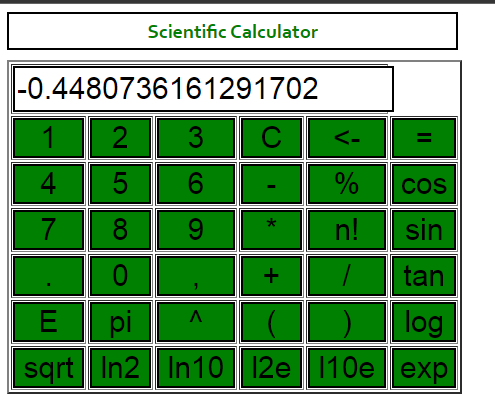 Scientific Calculator
-0.4480736161291702
1 2 3 C <- =
4 5 6 - % cos
7 8 9 * n! sin
. 0 , + / tan
E pi ^ ( ) log
sqrt ln2 ln10 l2e l10e exp